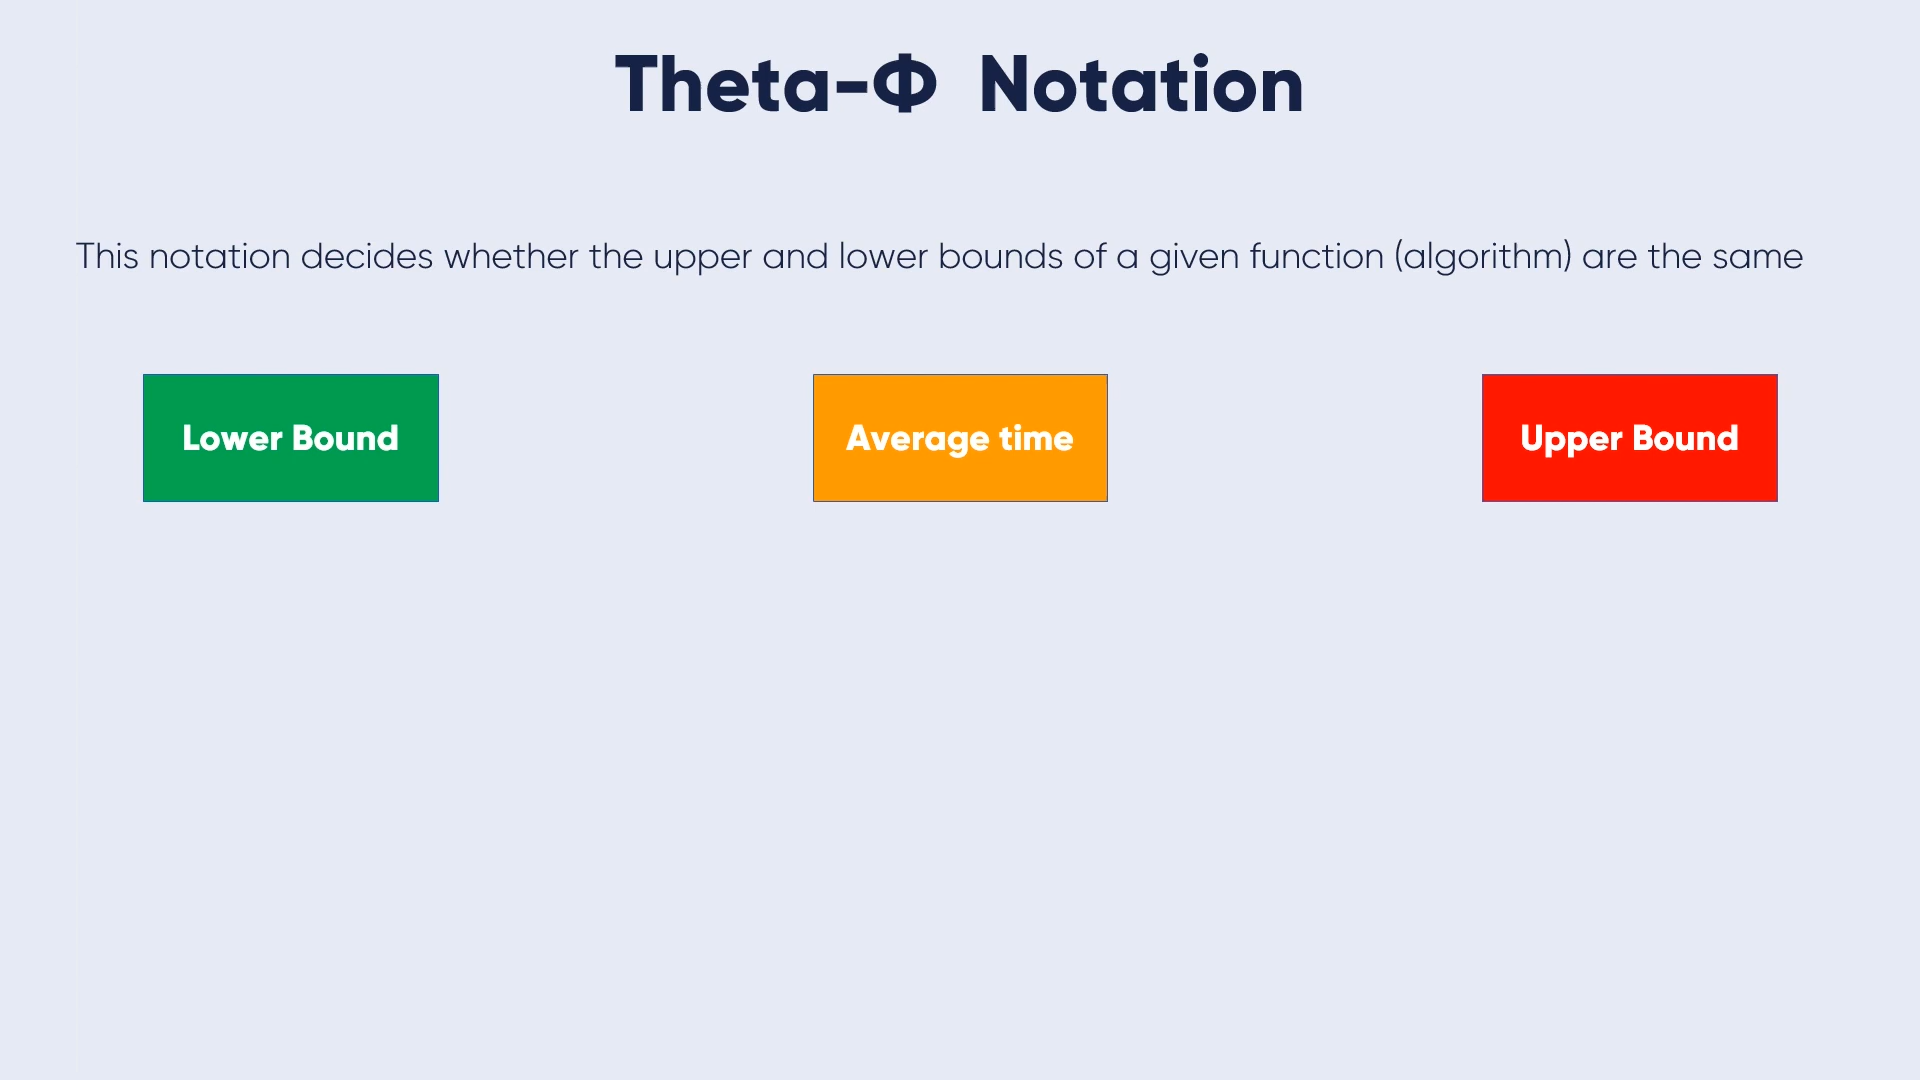 Theta-Φ Notation
This notation decides whether the upper and lower bounds of a given function (algorithm) are the same
Lower Bound
Average time
Upper Bound